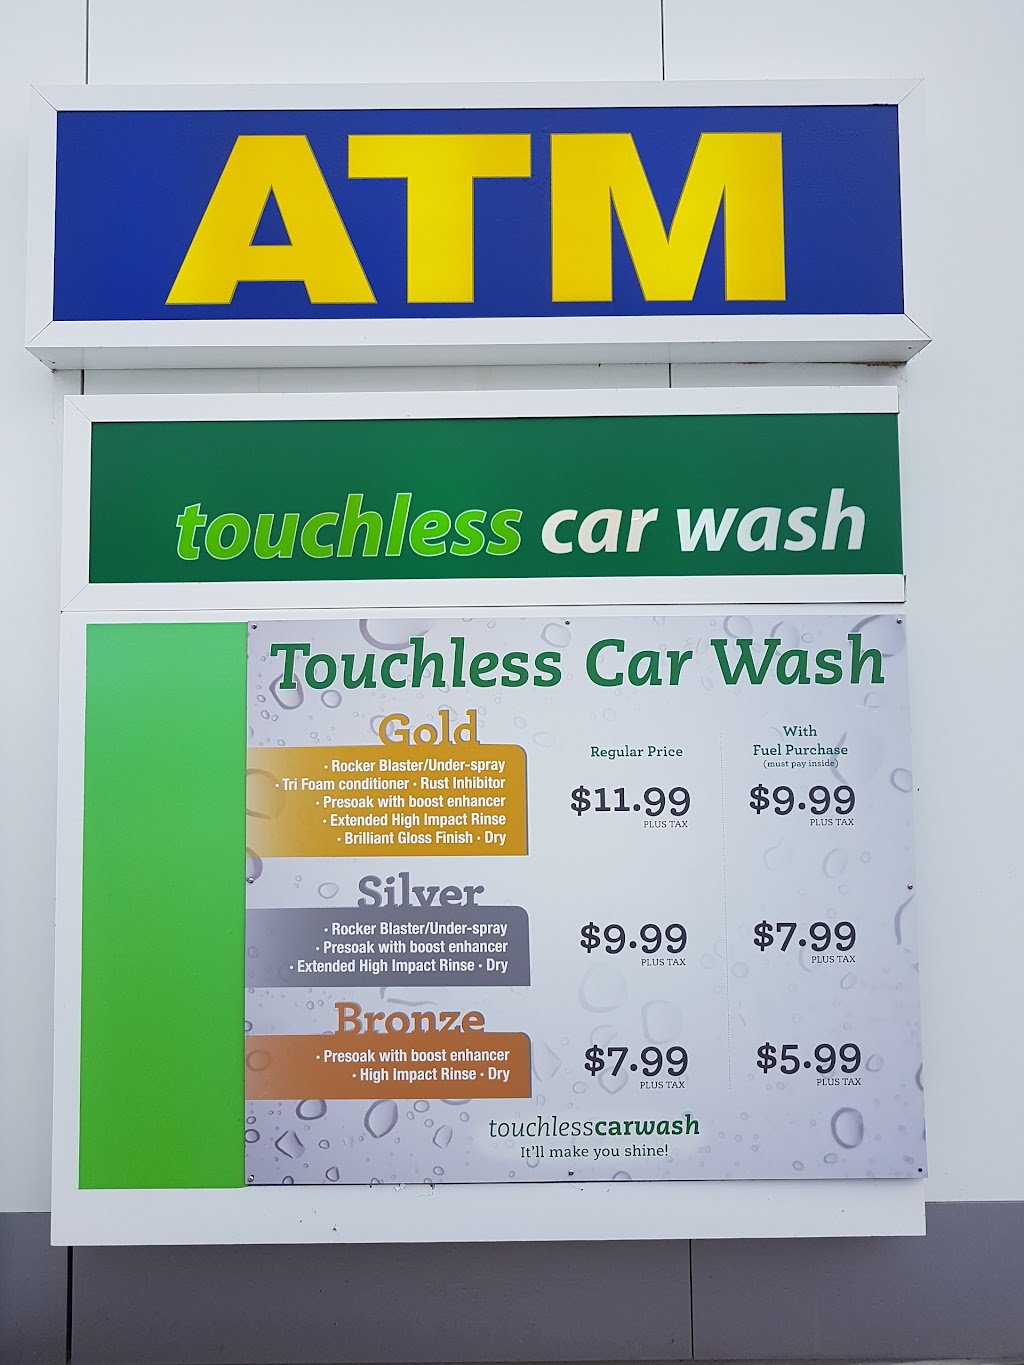 ATM
touchless car wash
Touchless Car Wash
Gold
· Rocker Blaster/Under-spray
· Tri Foam conditioner · Rust Inhibitor
· Presoak with boost enhancer
· Extended High Impact Rinse
· Brilliant Gloss Finish · Dry
Regular Price
With
Fuel Purchase
(must pay inside)
$11.99
PLUS TAX
$9.99
PLUS TAX
Silver
· Rocker Blaster/Under-spray
· Presoak with boost enhancer
· Extended High Impact Rinse · Dry
$9.99
PLUS TAX
$7.99
PLUS TAX
Bronze
· Presoak with boost enhancer
· High Impact Rinse · Dry
$7.99
PLUS TAX
$5.99
PLUS TAX
touchlesscarwash
It'll make you shine!